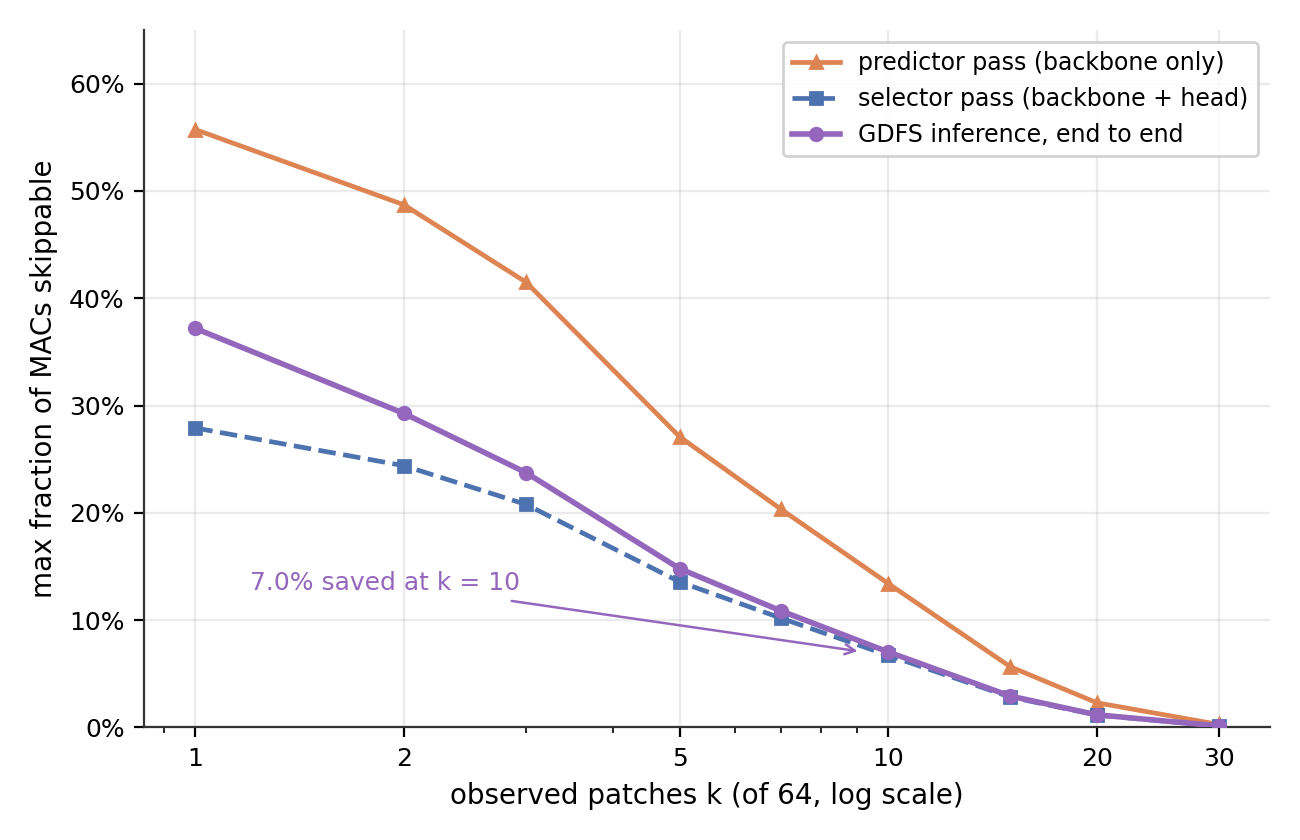 predictor pass (backbone only)
selector pass (backbone + head)
GDFS inference, end to end
max fraction of MACs skippable
60%
50%
40%
30%
20%
10%
0%
7.0% saved at k = 10
1
2
5
10
20
30
observed patches k (of 64, log scale)